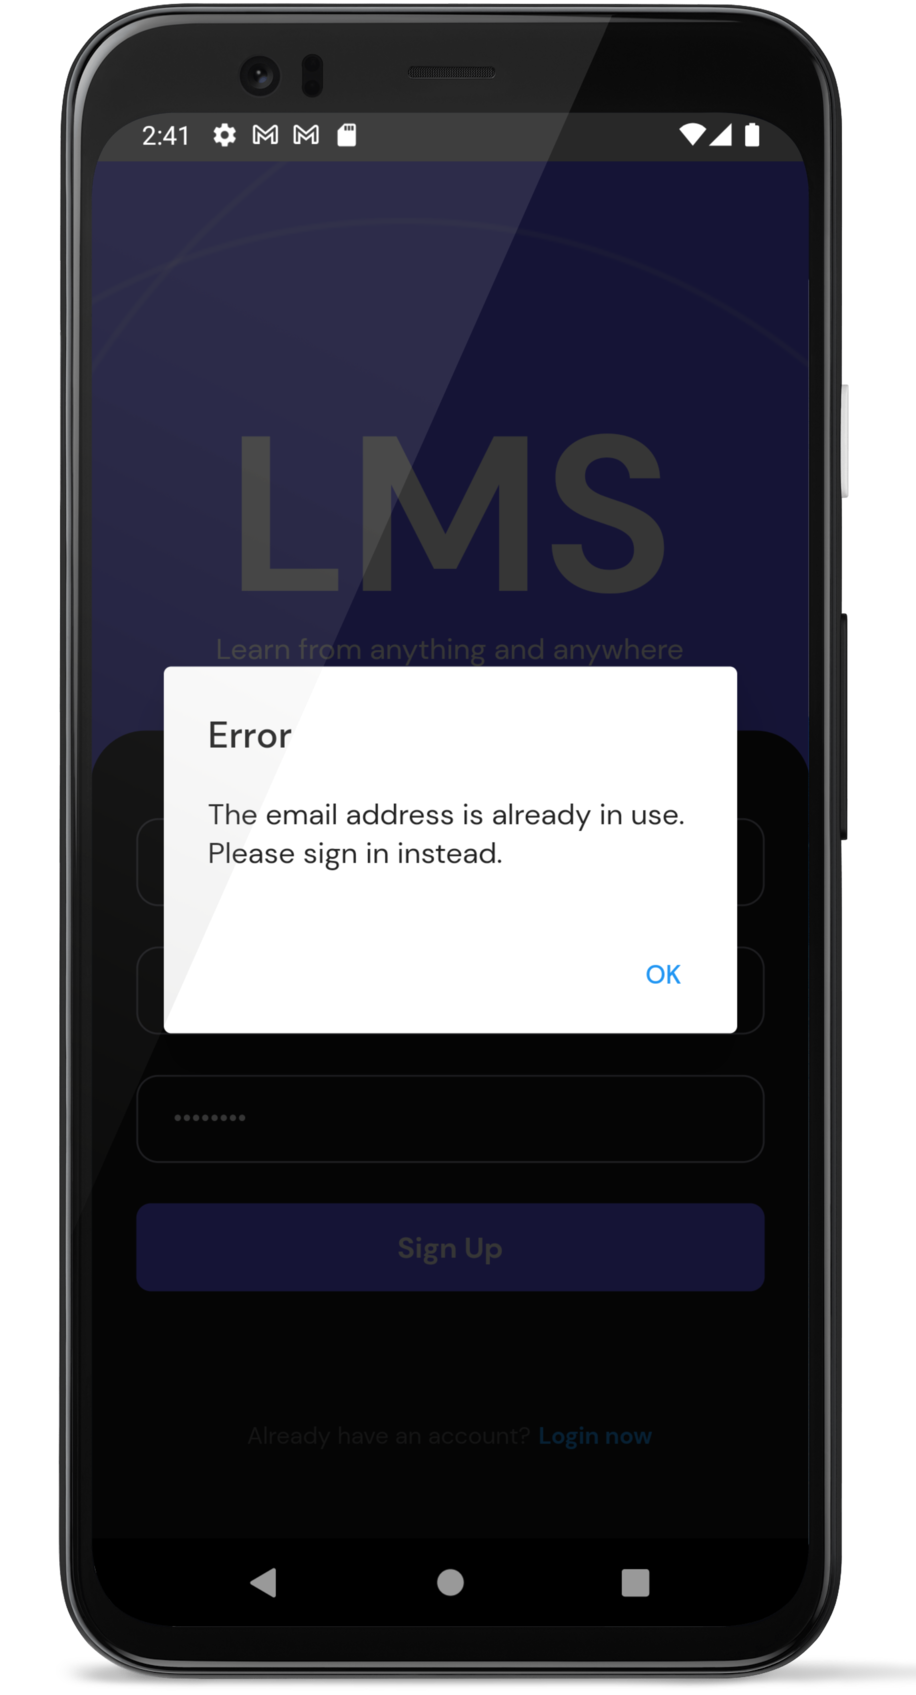 2:41
LMS
Learn from anything and anywhere
Error
The email address is already in use.
Please sign in instead.
OK
••••••••
Sign Up
Already have an account? Login now